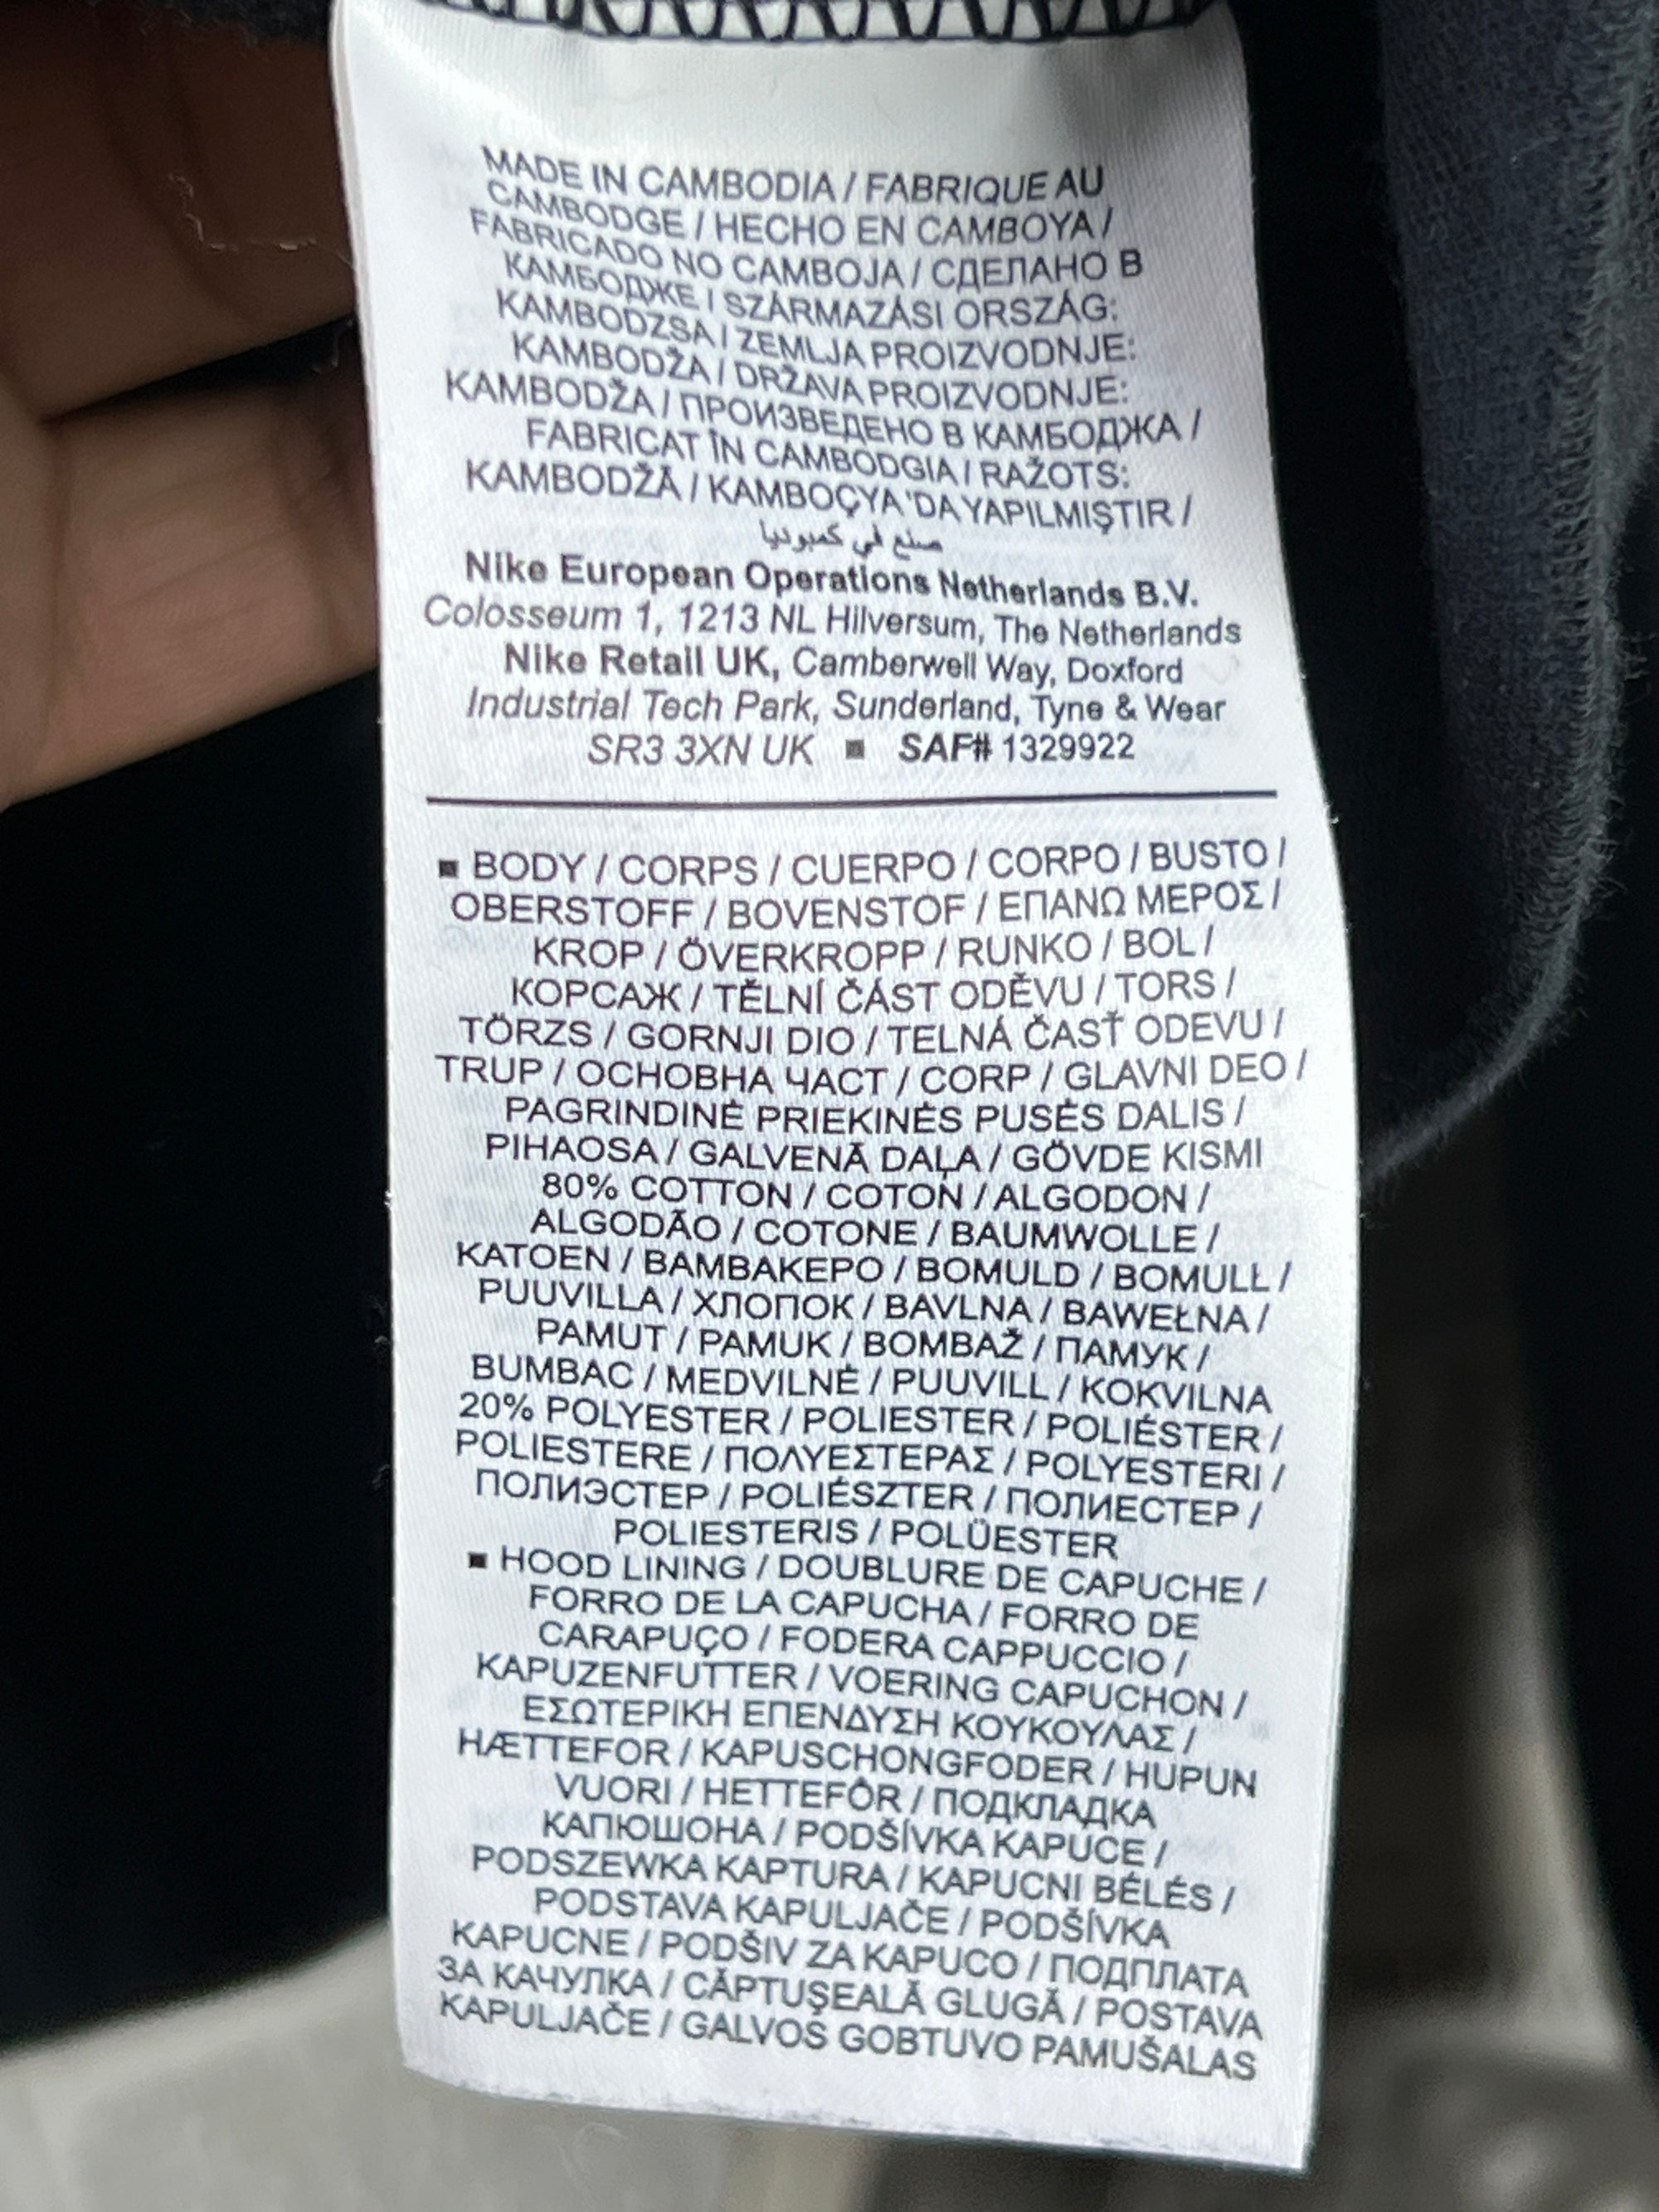 MADE IN CAMBODIA / FABRIQUE AU
CAMBODGE / HECHO EN CAMBOYA /
FABRICADO NO CAMBOJA / СДЕЛАНО В
КАМБОДЖЕ / SZÁRMAZÁSI ORSZÁG:
KAMBODZSA / ZEMLJA PROIZVODNJE:
KAMBODŽA / DRŽAVA PROIZVODNJE:
KAMBODŽA / ПРОИЗВЕДЕНО В КАМБОДЖА /
FABRICAT ÎN CAMBODGIA / RAŽOTS:
KAMBODŽĀ / KAMBOÇYA'DA YAPILMIŞTIR /
صنع في كمبوديا
Nike European Operations Netherlands B.V.
Colosseum 1, 1213 NL Hilversum, The Netherlands
Nike Retail UK, Camberwell Way, Doxford
Industrial Tech Park, Sunderland, Tyne & Wear
SR3 3XN UK ▪ SAF# 1329922
▪ BODY / CORPS / CUERPO / CORPO / BUSTO /
OBERSTOFF / BOVENSTOF / ΕΠΑΝΩ ΜΕΡΟΣ /
KROP / ÖVERKROPP / RUNKO / BOL /
КОРСАЖ / TĚLNÍ ČÁST ODĚVU / TORS /
TÖRZS / GORNJI DIO / TELNÁ ČASŤ ODEVU /
TRUP / ОСНОВНА ЧАСТ / CORP / GLAVNI DEO /
PAGRINDINĖ PRIEKINĖS PUSĖS DALIS /
PIHAOSA / GALVENĀ DAĻA / GÖVDE KISMI
80% COTTON / COTON / ALGODON /
ALGODÃO / COTONE / BAUMWOLLE /
KATOEN / ΒΑΜΒΑΚΕΡΟ / BOMULD / BOMULL /
PUUVILLA / ХЛОПОК / BAVLNA / BAWEŁNA /
PAMUT / PAMUK / BOMBAŽ / ПАМУК /
BUMBAC / MEDVILNĖ / PUUVILL / KOKVILNA
20% POLYESTER / POLIESTER / POLIÉSTER /
POLIESTERE / ΠΟΛΥΕΣΤΕΡΑΣ / POLYESTERI /
ПОЛИЭСТЕР / POLIÉSZTER / ПОЛИЕСТЕР /
POLIESTERIS / POLÜESTER
▪ HOOD LINING / DOUBLURE DE CAPUCHE /
FORRO DE LA CAPUCHA / FORRO DE
CARAPUÇO / FODERA CAPPUCCIO /
KAPUZENFUTTER / VOERING CAPUCHON /
ΕΣΩΤΕΡΙΚΗ ΕΠΕΝΔΥΣΗ ΚΟΥΚΟΥΛΑΣ /
HÆTTEFOR / KAPUSCHONGFODER / HUPUN
VUORI / HETTEFÔR / ПОДКЛАДКА
КАПЮШОНА / PODŠÍVKA KAPUCE /
PODSZEWKA KAPTURA / KAPUCNI BÉLÉS /
PODSTAVA KAPULJAČE / PODŠÍVKA
KAPUCNE / PODŠIV ZA KAPUCO / ПОДПЛАТА
ЗА КАЧУЛКА / CĂPTUŞEALĂ GLUGĂ / POSTAVA
KAPULJAČE / GALVOS GOBTUVO PAMUŠALAS